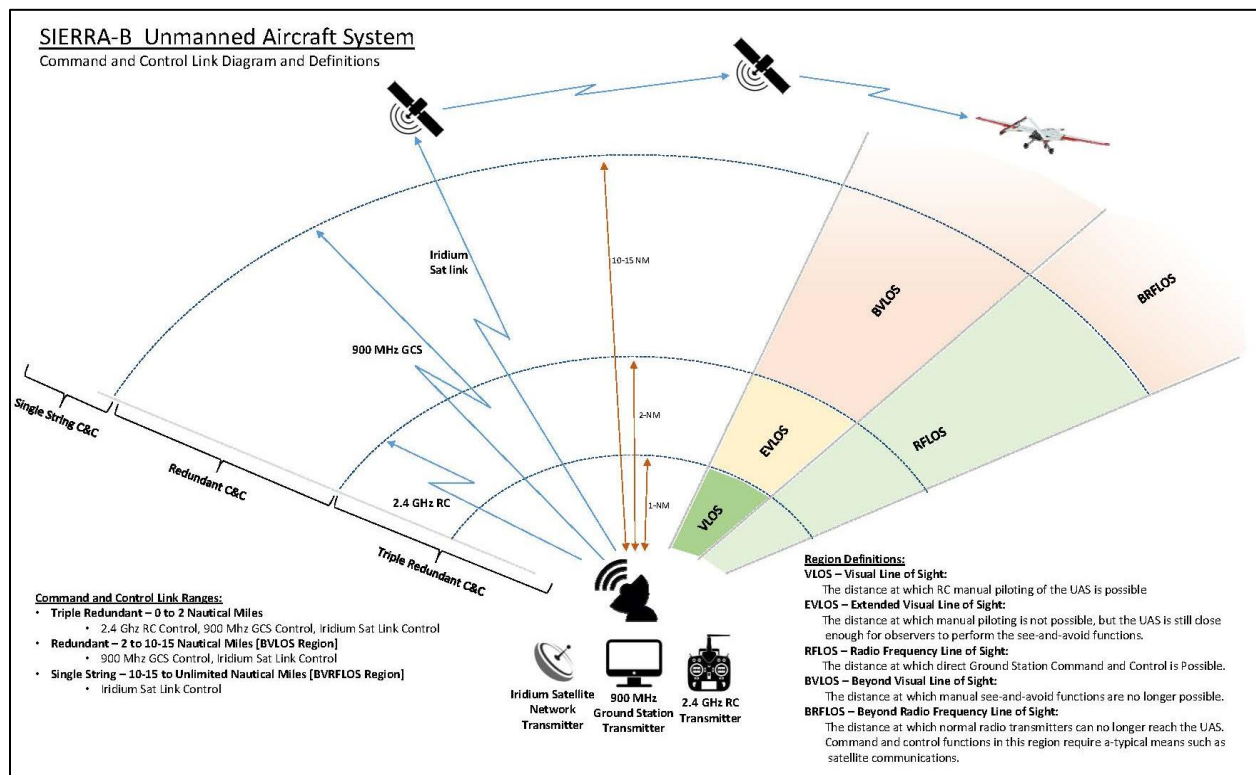 SIERRA-B Unmanned Aircraft System
Command and Control Link Diagram and Definitions
Iridium
Sat link
10-15 NM
900 MHz GCS
2-NM
2.4 GHz RC
1-NM
BVLOS
BRFLOS
EVLOS
RFLOS
VLOS
Single String C&C
Redundant C&C
Triple Redundant C&C
Command and Control Link Ranges:
• Triple Redundant – 0 to 2 Nautical Miles
• 2.4 Ghz RC Control, 900 Mhz GCS Control, Iridium Sat Link Control
• Redundant – 2 to 10-15 Nautical Miles [BVLOS Region]
• 900 Mhz GCS Control, Iridium Sat Link Control
• Single String – 10-15 to Unlimited Nautical Miles [BVRFLOS Region]
• Iridium Sat Link Control
Iridium Satellite
Network
Transmitter
900 MHz
Ground Station
Transmitter
2.4 GHz RC
Transmitter
Region Definitions:
VLOS – Visual Line of Sight:
The distance at which RC manual piloting of the UAS is possible
EVLOS – Extended Visual Line of Sight:
The distance at which manual piloting is not possible, but the UAS is still close
enough for observers to perform the see-and-avoid functions.
RFLOS – Radio Frequency Line of Sight:
The distance at which direct Ground Station Command and Control is Possible.
BVLOS – Beyond Visual Line of Sight:
The distance at which manual see-and-avoid functions are no longer possible.
BRFLOS – Beyond Radio Frequency Line of Sight:
The distance at which normal radio transmitters can no longer reach the UAS.
Command and control functions in this region require a-typical means such as
satellite communications.